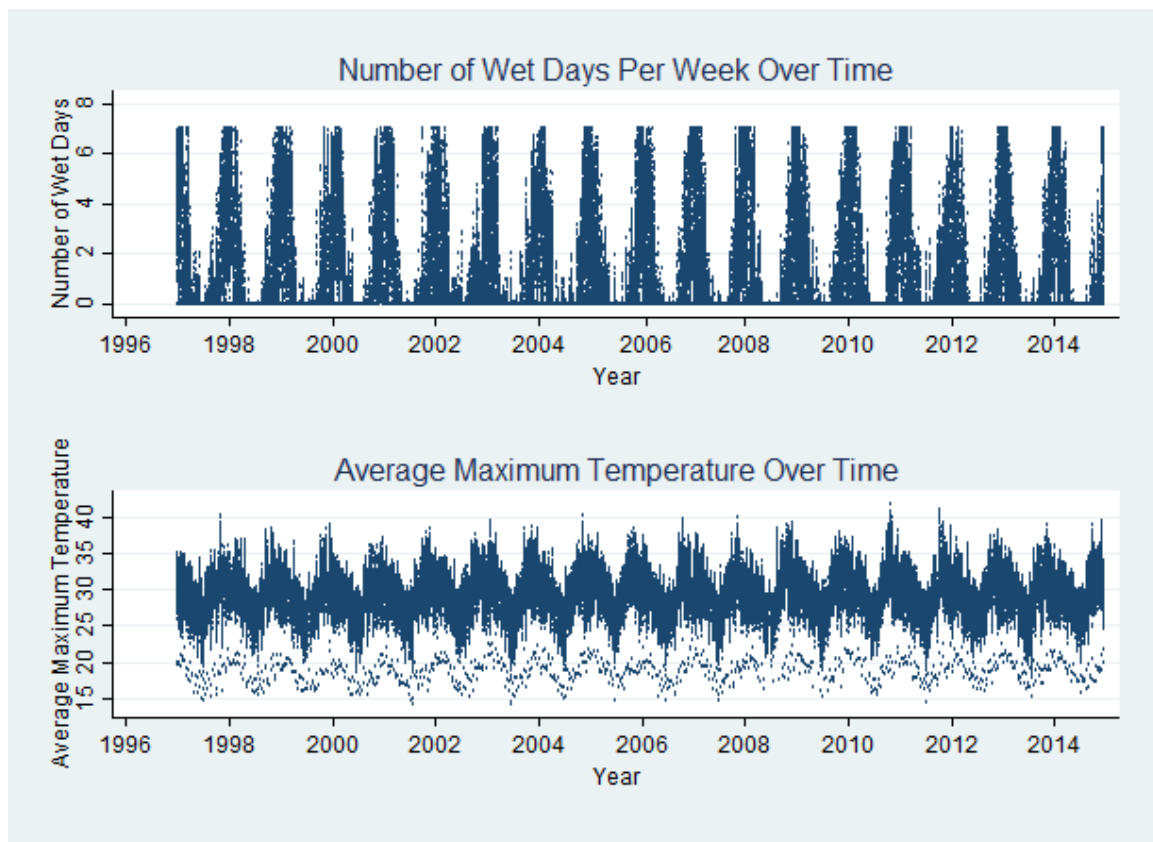 Number of Wet Days Per Week Over Time
Number of Wet Days
8
6
4
2
0
1996 1998 2000 2002 2004 2006 2008 2010 2012 2014
Year
Average Maximum Temperature Over Time
Average Maximum Temperature
40
35
30
25
20
15
1996 1998 2000 2002 2004 2006 2008 2010 2012 2014
Year